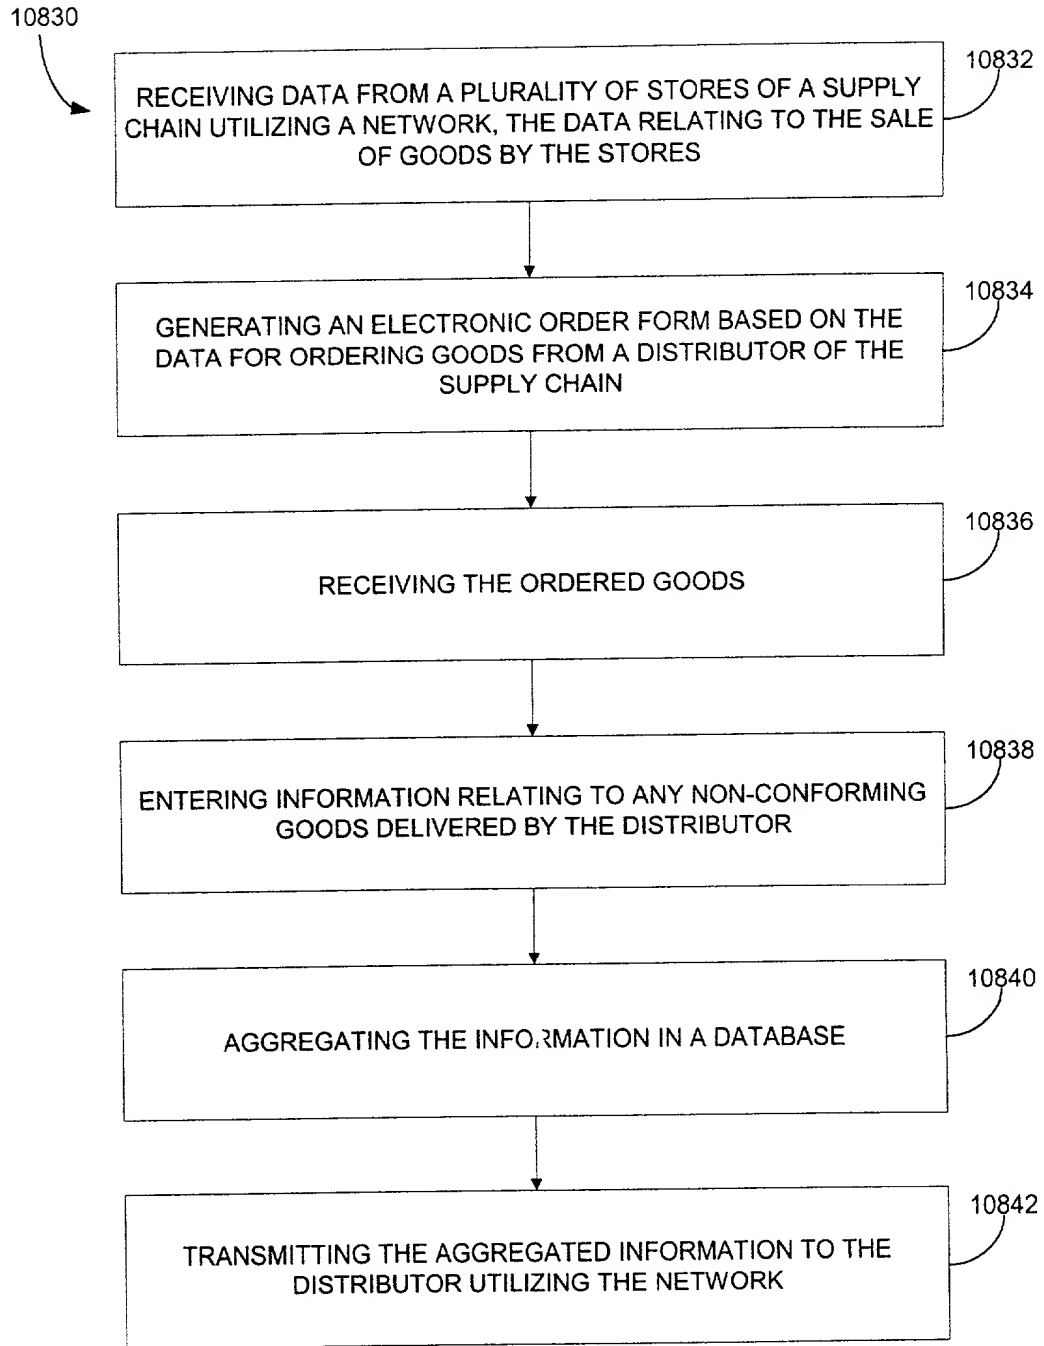 10830
10832
RECEIVING DATA FROM A PLURALITY OF STORES OF A SUPPLY
CHAIN UTILIZING A NETWORK, THE DATA RELATING TO THE SALE
OF GOODS BY THE STORES
10834
GENERATING AN ELECTRONIC ORDER FORM BASED ON THE
DATA FOR ORDERING GOODS FROM A DISTRIBUTOR OF THE
SUPPLY CHAIN
10836
RECEIVING THE ORDERED GOODS
10838
ENTERING INFORMATION RELATING TO ANY NON-CONFORMING
GOODS DELIVERED BY THE DISTRIBUTOR
10840
AGGREGATING THE INFORMATION IN A DATABASE
10842
TRANSMITTING THE AGGREGATED INFORMATION TO THE
DISTRIBUTOR UTILIZING THE NETWORK